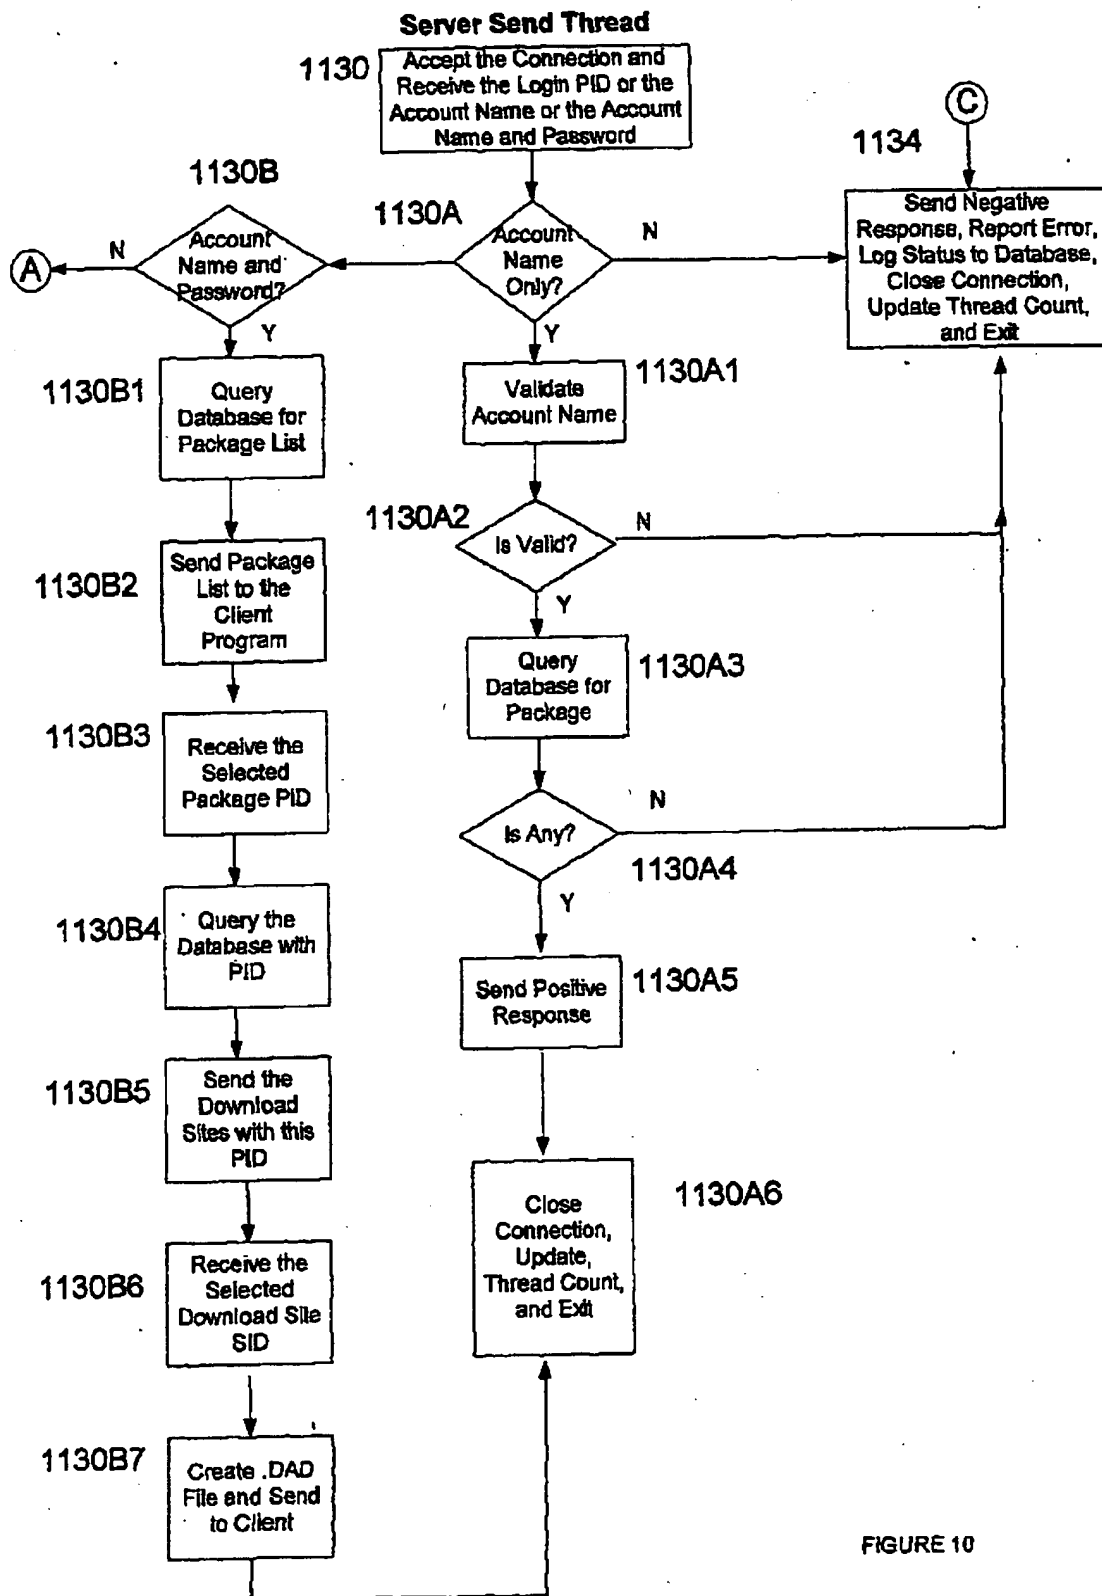 Server Send Thread
1130
Accept the Connection and
Receive the Login PID or the
Account Name or the Account
Name and Password
C
1134
Send Negative
Response, Report Error,
Log Status to Database,
Close Connection,
Update Thread Count,
and Exit
1130B
Account
Name and
Password?
N
A
Y
1130A
Account
Name
Only?
N
Y
1130B1
Query
Database for
Package List
1130A1
Validate
Account Name
1130B2
Send Package
List to the
Client
Program
1130A2
Is Valid?
N
Y
1130B3
Receive the
Selected
Package PID
1130A3
Query
Database for
Package
1130B4
Query the
Database with
PID
Is Any?
N
1130A4
Y
1130B5
Send the
Download
Sites with this
PID
1130A5
Send Positive
Response
1130B6
Receive the
Selected
Download Site
SID
1130A6
Close
Connection,
Update,
Thread Count,
and Exit
1130B7
Create .DAD
File and Send
to Client
FIGURE 10